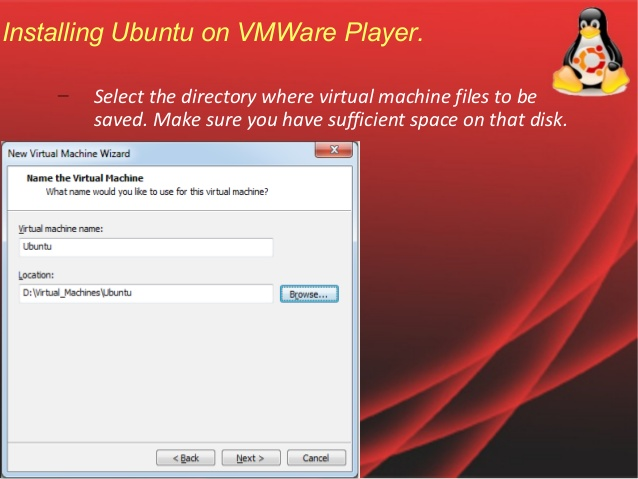 Installing Ubuntu on VMWare Player.
– Select the directory where virtual machine files to be
saved. Make sure you have sufficient space on that disk.
New Virtual Machine Wizard
Name the Virtual Machine
What name would you like to use for this virtual machine?
Virtual machine name:
Ubuntu
Location:
D:\Virtual_Machines\Ubuntu
Browse...
< Back
Next >
Cancel